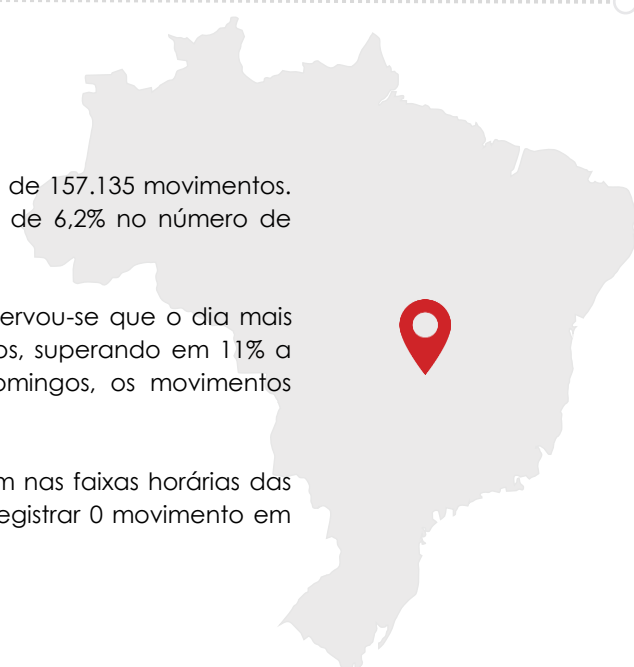 de 157.135 movimentos.
de 6,2% no número de
ervou-se que o dia mais
os, superando em 11% a
omingos, os movimentos
m nas faixas horárias das
egistrar 0 movimento em